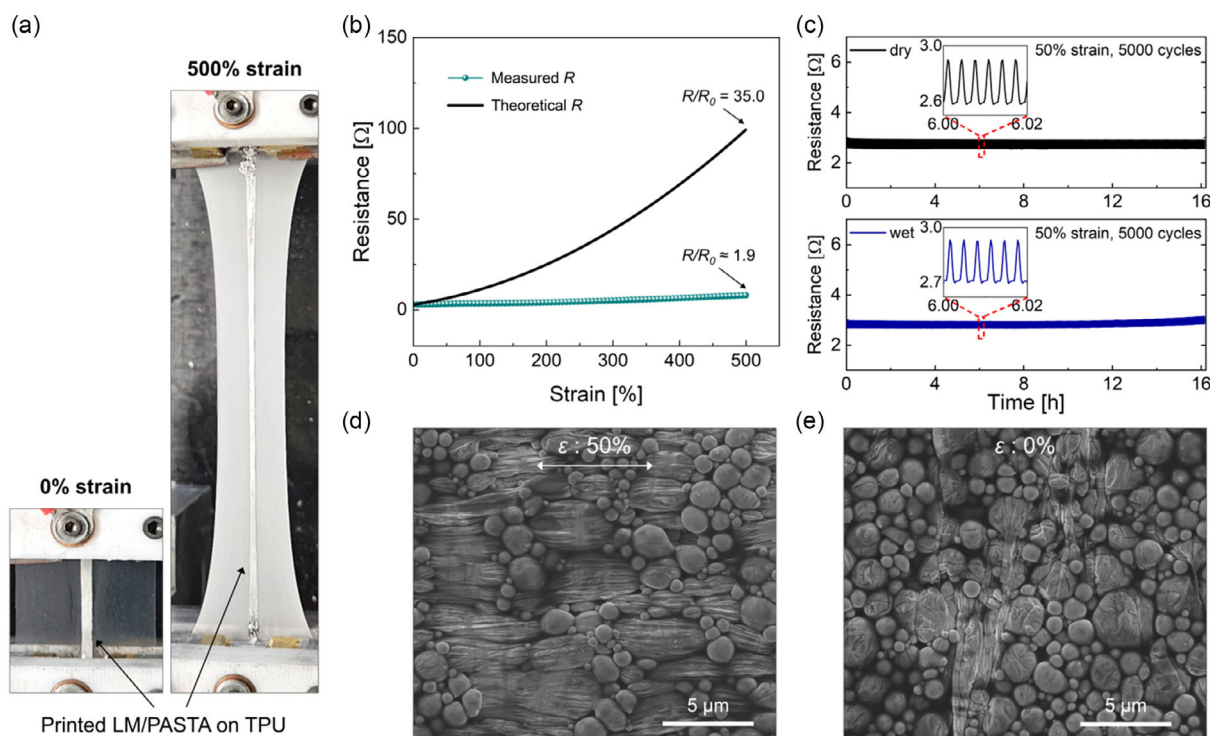 (a)
500% strain
0% strain
Printed LM/PASTA on TPU
(b)
150
100
50
0
Resistance [Ω]
Measured R
Theoretical R
R/R0 = 35.0
R/R0 ≈ 1.9
0
100
200
300
400
500
Strain [%]
(c)
6
4
2
Resistance [Ω]
dry
3.0
2.6
6.00
6.02
50% strain, 5000 cycles
0
4
8
12
16
6
4
2
Resistance [Ω]
wet
3.0
2.7
6.00
6.02
50% strain, 5000 cycles
0
4
8
12
16
Time [h]
(d)
ε : 50%
5 μm
(e)
ε : 0%
5 μm